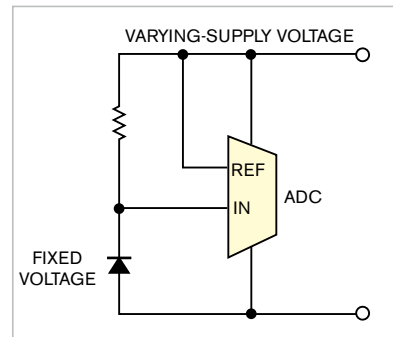 VARYING-SUPPLY VOLTAGE
REF
ADC
IN
FIXED
VOLTAGE